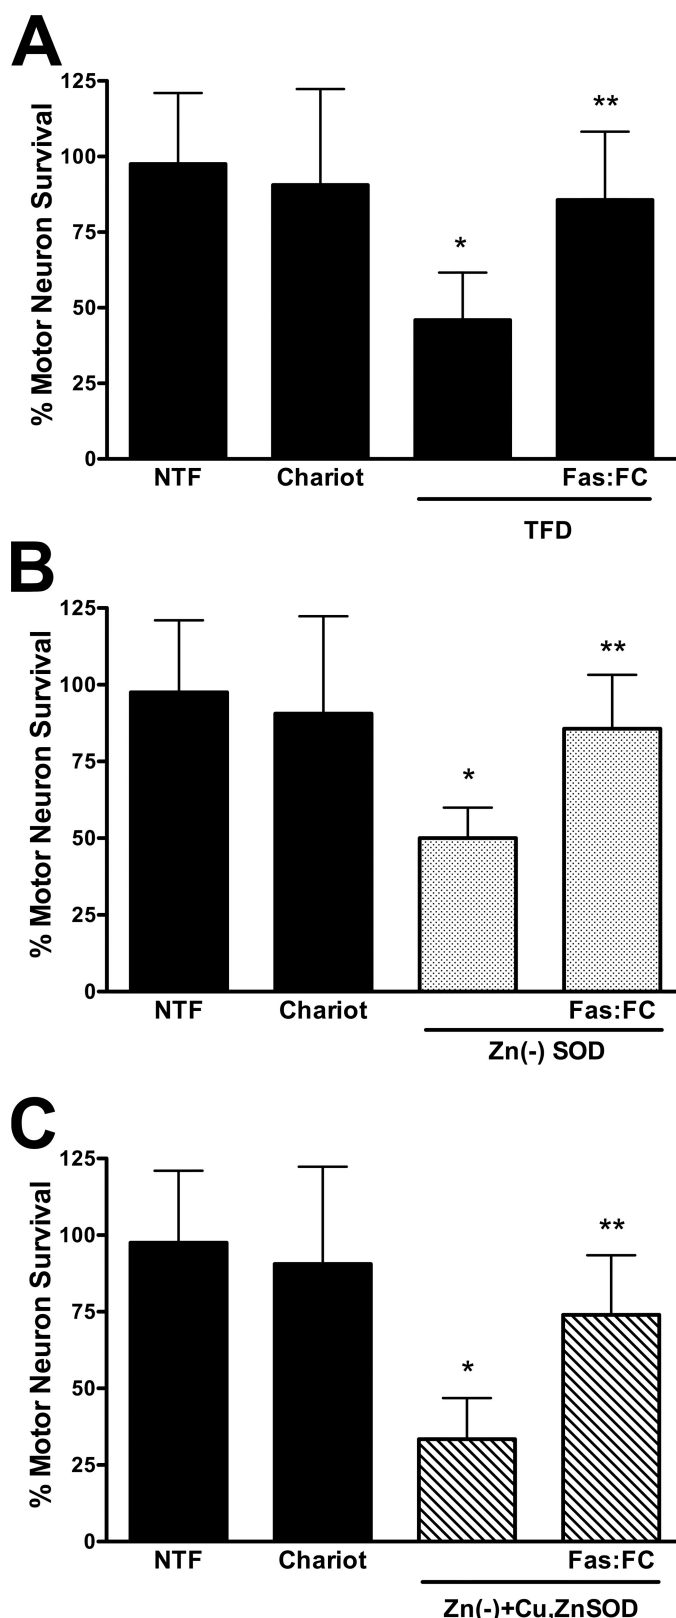 A
% Motor Neuron Survival
125
100
75
50
25
0
*
**
NTF Chariot Fas:FC
TFD
B
% Motor Neuron Survival
125
100
75
50
25
0
*
**
NTF Chariot Fas:FC
Zn(-) SOD
C
% Motor Neuron Survival
125
100
75
50
25
0
*
**
NTF Chariot Fas:FC
Zn(-)+Cu,ZnSOD